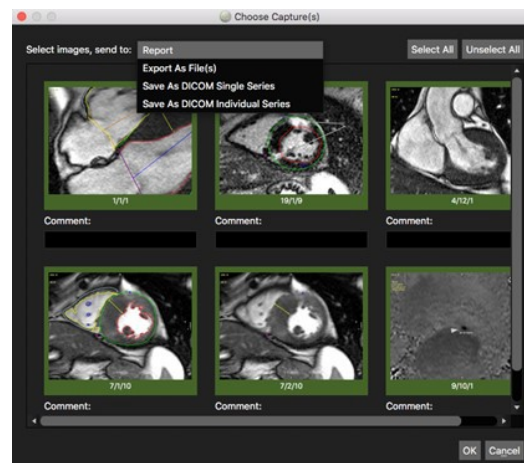 Choose Capture(s)
Select images, send to: Report Select All Unselect All
Export As File(s)
Save As DICOM Single Series
Save As DICOM Individual Series
1/1/1 19/1/9 4/12/1
Comment: Comment: Comment:
7/1/10 7/2/10 9/10/1
Comment: Comment: Comment:
OK Cancel